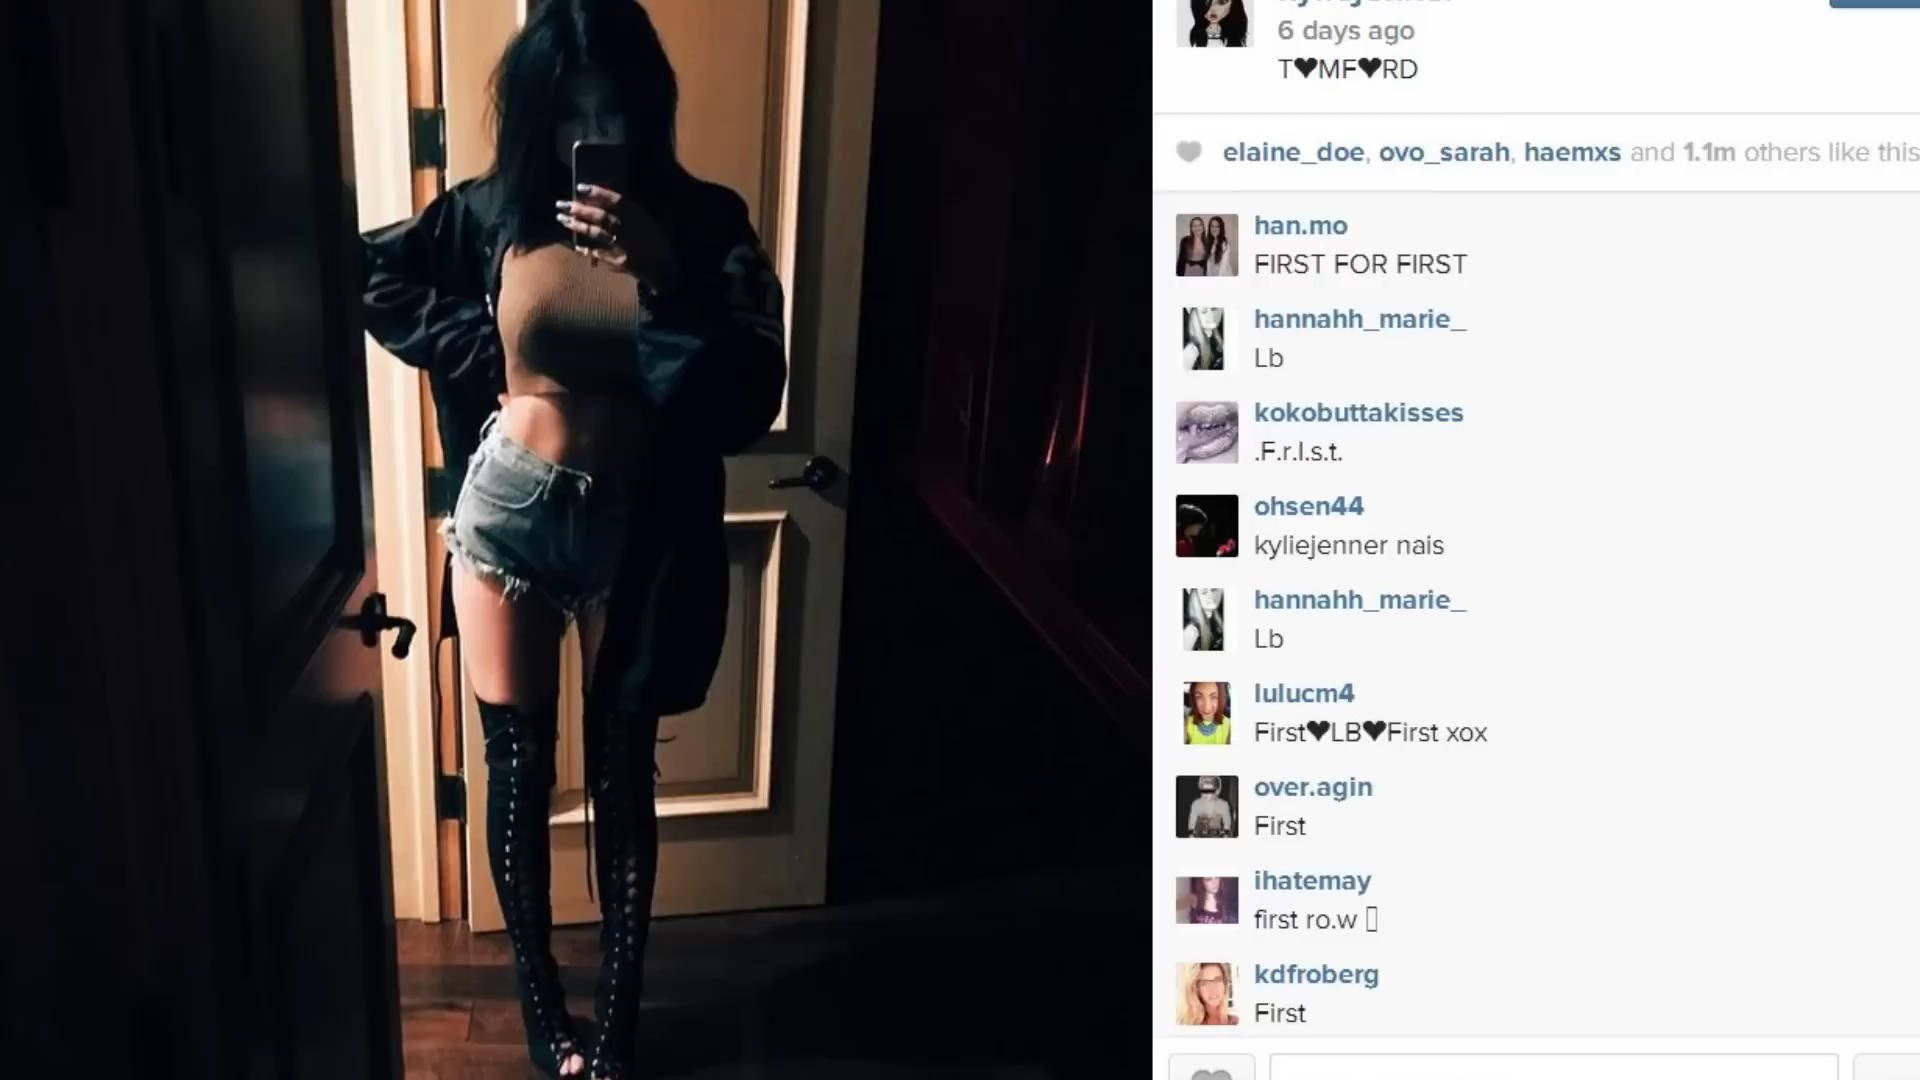 6 days ago
T♥MF♥RD
elaine_doe, ovo_sarah, haemxs and 1.1m others like this
han.mo
FIRST FOR FIRST
hannahh_marie_
Lb
kokobuttakisses
.F.r.I.s.t.
ohsen44
kyliejenner nais
hannahh_marie_
Lb
lulucm4
First♥LB♥First xox
over.agin
First
ihatemay
first ro.w
kdfroberg
First